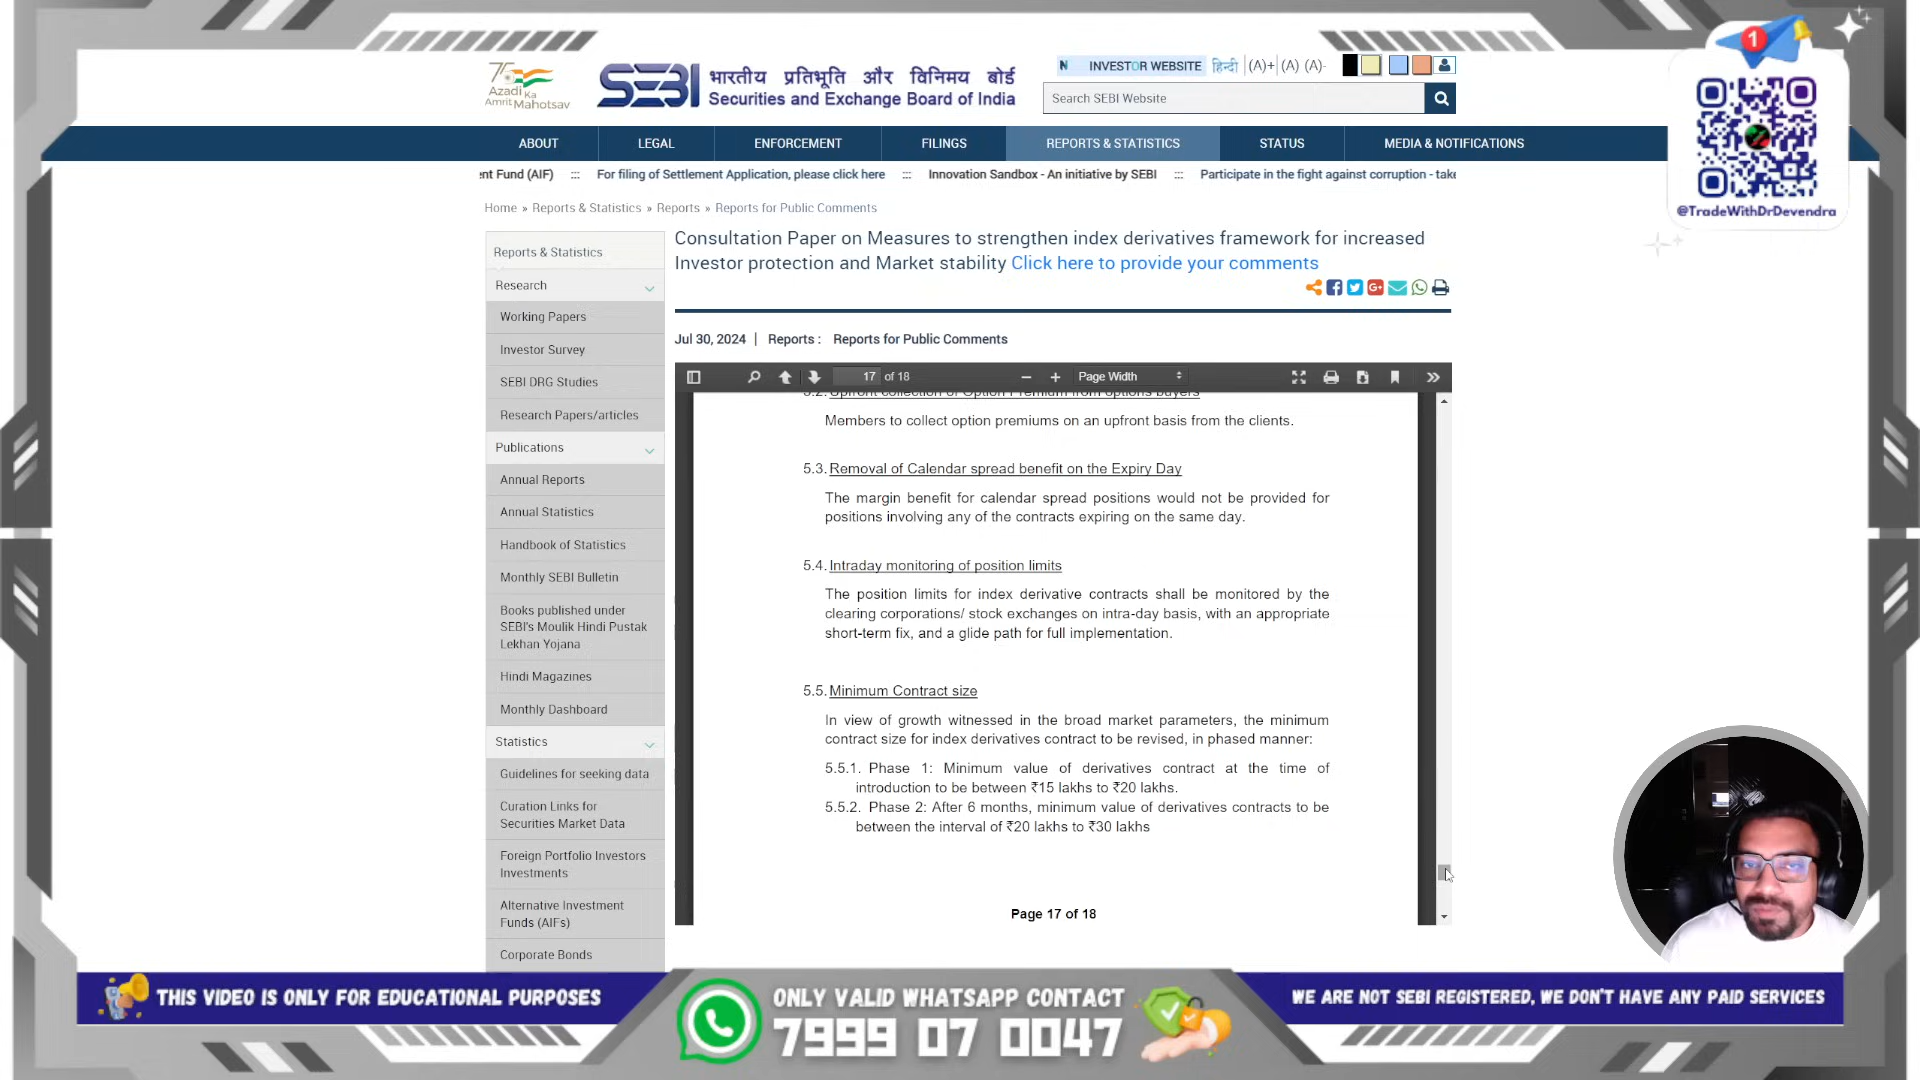 75
Azadi Ka
Amrit Mahotsav
SEBI
भारतीय प्रतिभूति और विनिमय बोर्ड
Securities and Exchange Board of India
INVESTOR WEBSITE हिन्दी (A)+ (A) (A)-
Search SEBI Website
1
@TradeWithDrDevendra
ABOUT LEGAL ENFORCEMENT FILINGS REPORTS & STATISTICS STATUS MEDIA & NOTIFICATIONS
nt Fund (AIF) ::: For filing of Settlement Application, please click here ::: Innovation Sandbox - An initiative by SEBI ::: Participate in the fight against corruption - take
Home » Reports & Statistics » Reports » Reports for Public Comments
Reports & Statistics
Research
Working Papers
Investor Survey
SEBI DRG Studies
Research Papers/articles
Publications
Annual Reports
Annual Statistics
Handbook of Statistics
Monthly SEBI Bulletin
Books published under
SEBI's Moulik Hindi Pustak
Lekhan Yojana
Hindi Magazines
Monthly Dashboard
Statistics
Guidelines for seeking data
Curation Links for
Securities Market Data
Foreign Portfolio Investors
Investments
Alternative Investment
Funds (AIFs)
Corporate Bonds
Consultation Paper on Measures to strengthen index derivatives framework for increased
Investor protection and Market stability Click here to provide your comments
Jul 30, 2024 | Reports : Reports for Public Comments
17 of 18 Page Width
5.2. Upfront collection of Option Premium from options buyers
Members to collect option premiums on an upfront basis from the clients.
5.3. Removal of Calendar spread benefit on the Expiry Day
The margin benefit for calendar spread positions would not be provided for
positions involving any of the contracts expiring on the same day.
5.4. Intraday monitoring of position limits
The position limits for index derivative contracts shall be monitored by the
clearing corporations/ stock exchanges on intra-day basis, with an appropriate
short-term fix, and a glide path for full implementation.
5.5. Minimum Contract size
In view of growth witnessed in the broad market parameters, the minimum
contract size for index derivatives contract to be revised, in phased manner:
5.5.1. Phase 1: Minimum value of derivatives contract at the time of
introduction to be between ₹15 lakhs to ₹20 lakhs.
5.5.2. Phase 2: After 6 months, minimum value of derivatives contracts to be
between the interval of ₹20 lakhs to ₹30 lakhs
Page 17 of 18
THIS VIDEO IS ONLY FOR EDUCATIONAL PURPOSES
ONLY VALID WHATSAPP CONTACT
7999 07 0047
WE ARE NOT SEBI REGISTERED, WE DON'T HAVE ANY PAID SERVICES